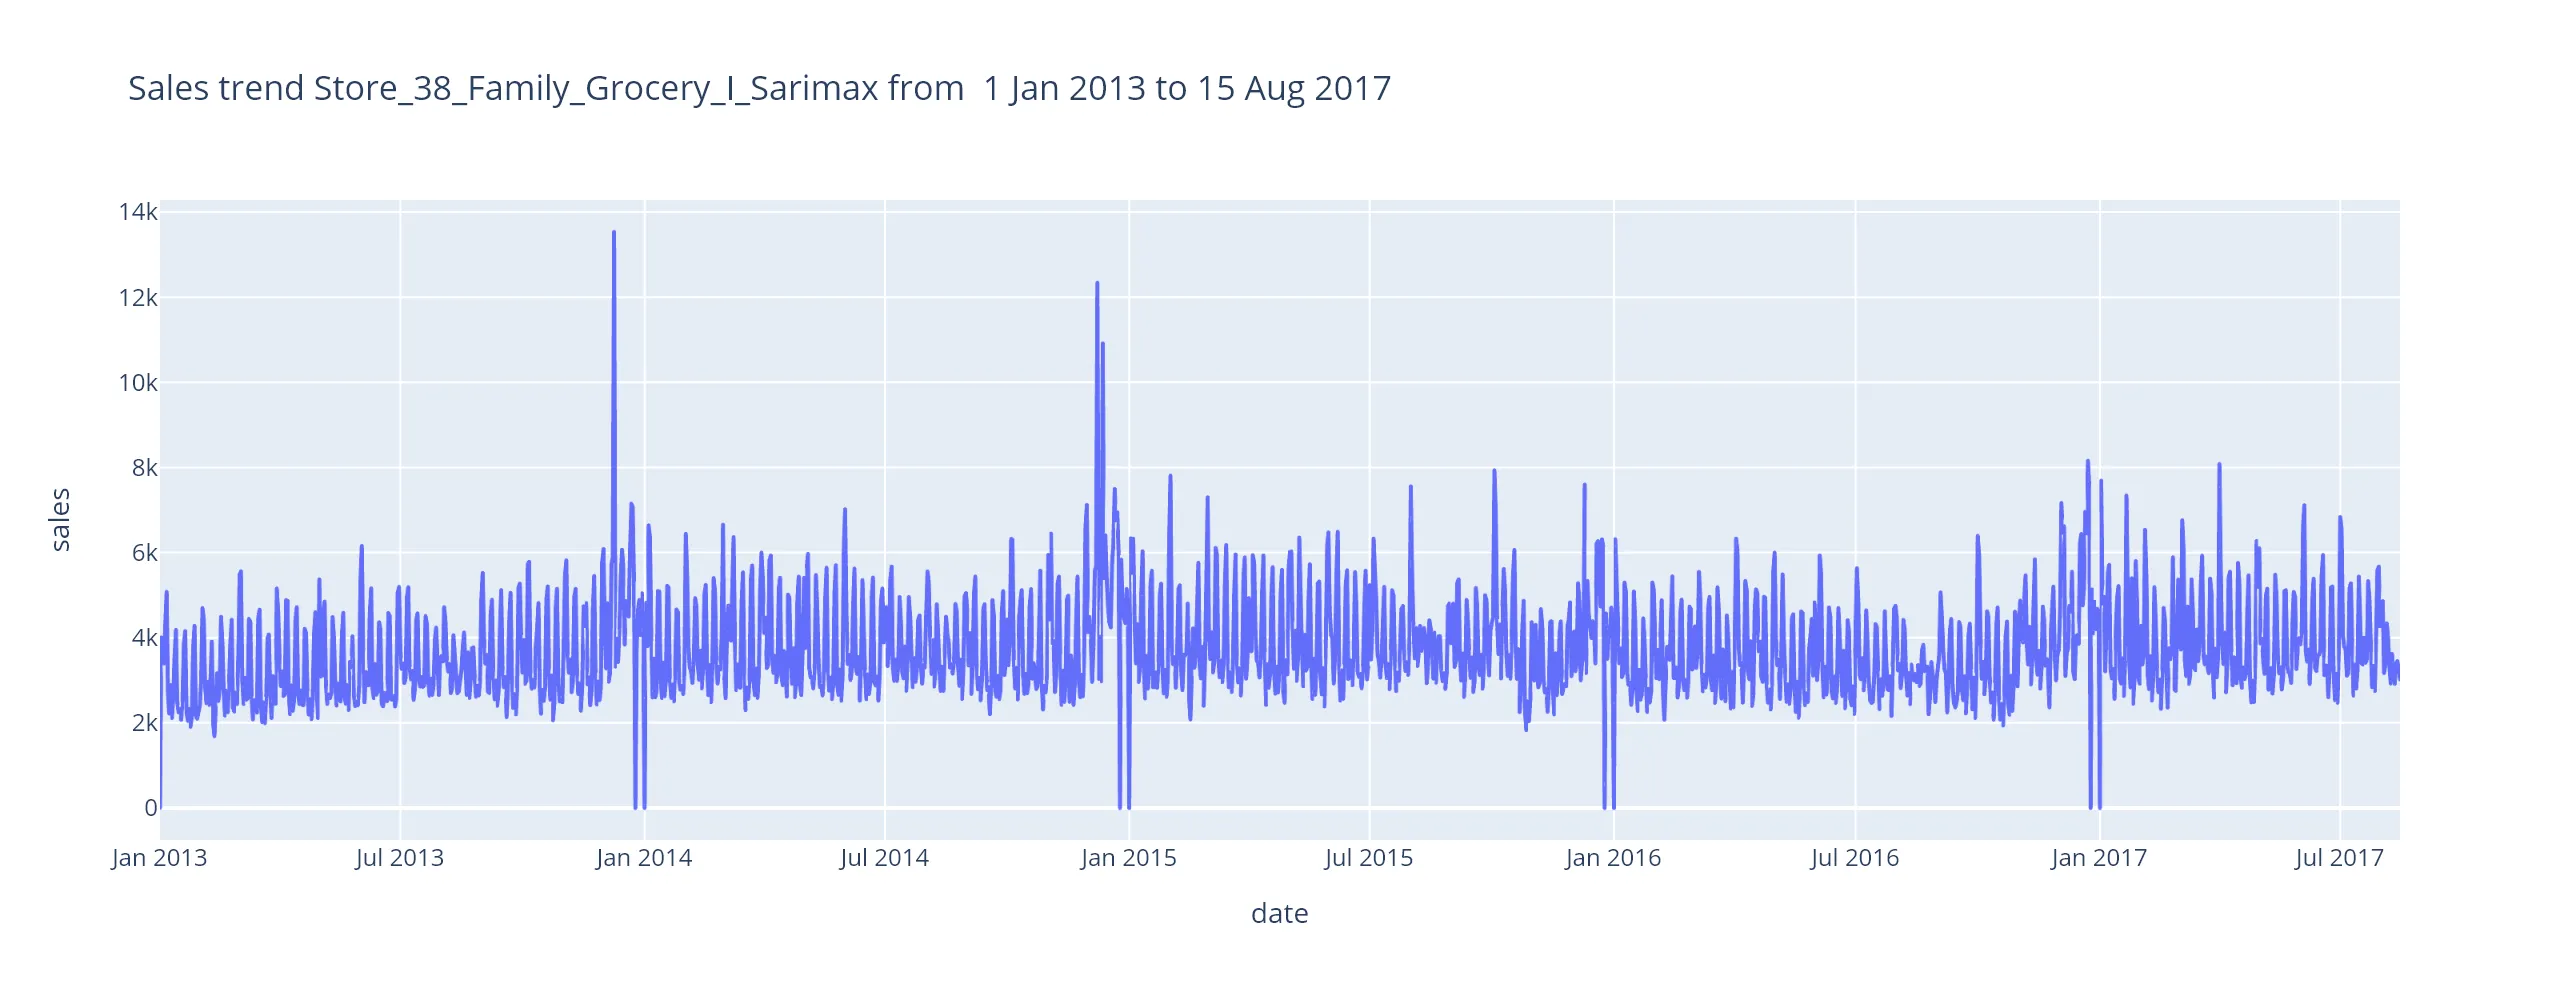 Sales trend Store_38_Family_Grocery_I_Sarimax from  1 Jan 2013 to 15 Aug 2017
14k
12k
10k
8k
6k
4k
2k
0
sales
Jan 2013 Jul 2013 Jan 2014 Jul 2014 Jan 2015 Jul 2015 Jan 2016 Jul 2016 Jan 2017 Jul 2017
date